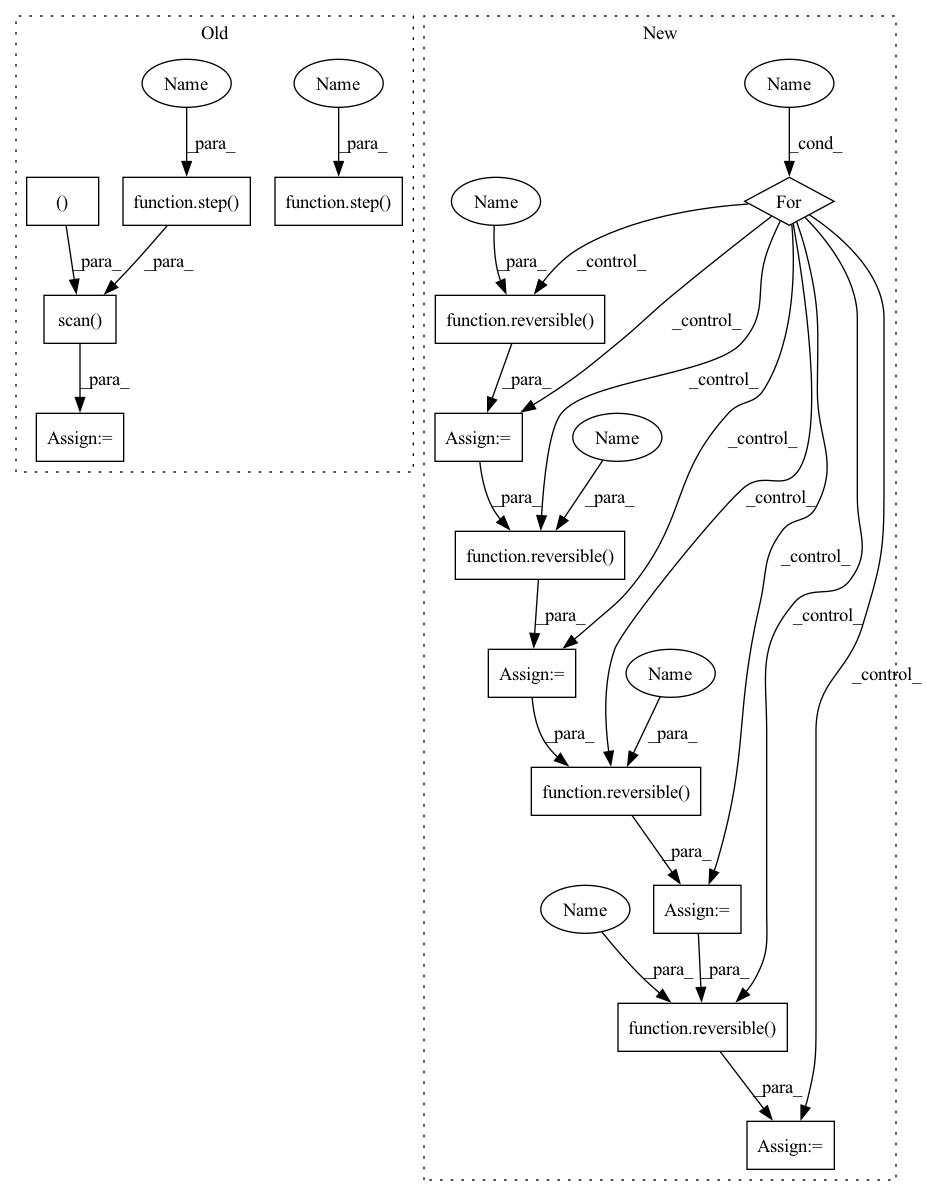 Old
New
Name
Name
Name
_para_
_para_
_cond_
()
function.step()
function.step()
Name
For
_para_
_para_
_para_
_control_
scan()
function.reversible()
_control_
_para_
_para_
_control_
Assign:=
Assign:=
Name
_control_
_para_
_para_
_control_
function.reversible()
_control_
_para_
_control_
Assign:=
Name
_control_
_para_
_para_
function.reversible()
_para_
Name
Assign:=
_para_
_para_
function.reversible()
_para_
Assign:=